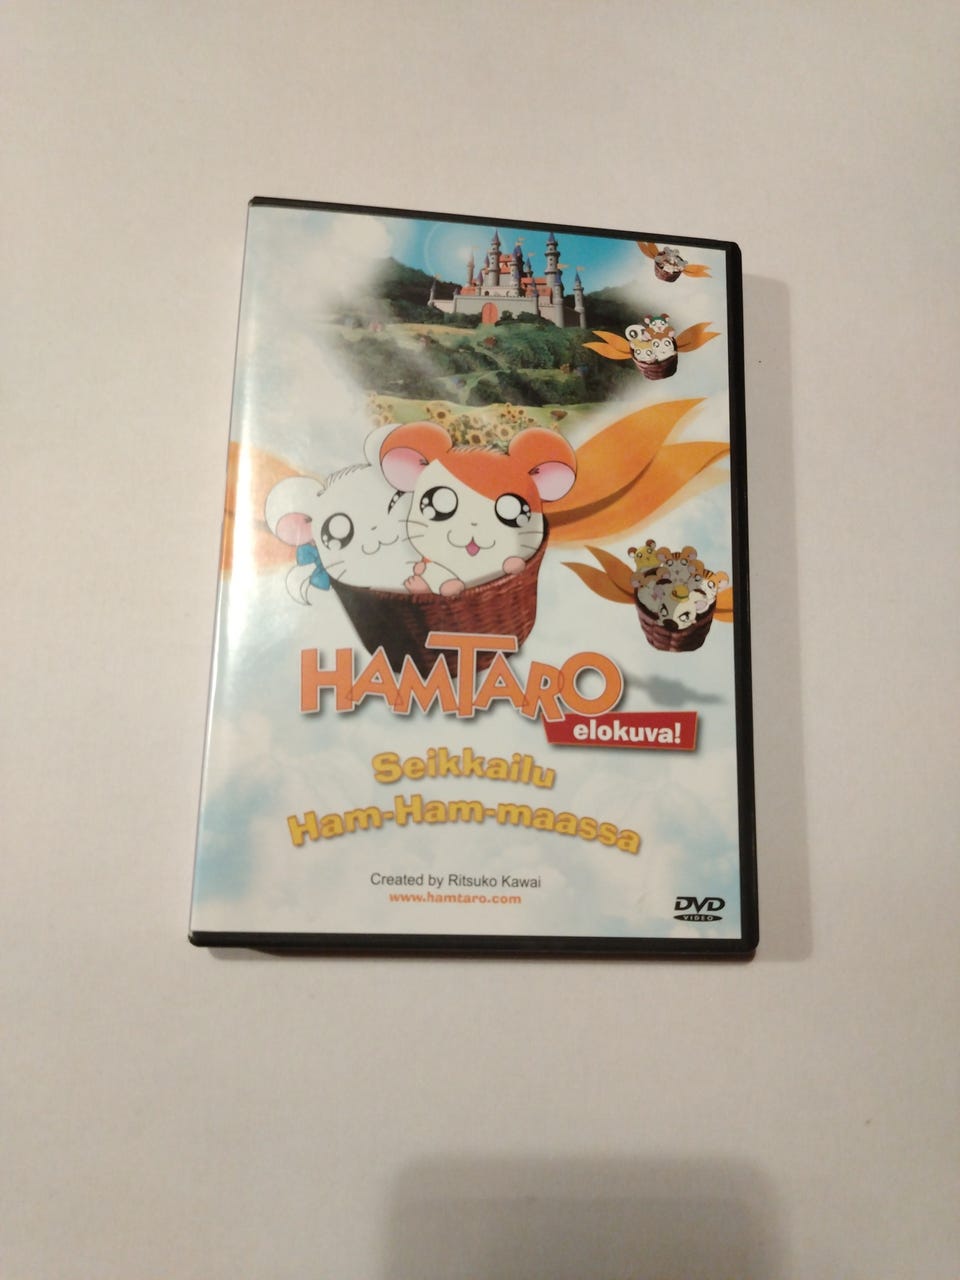 HAMTARO
elokuva!
Seikkailu
Ham-Ham-maassa
Created by Ritsuko Kawai
www.hamtaro.com
DVD
VIDEO